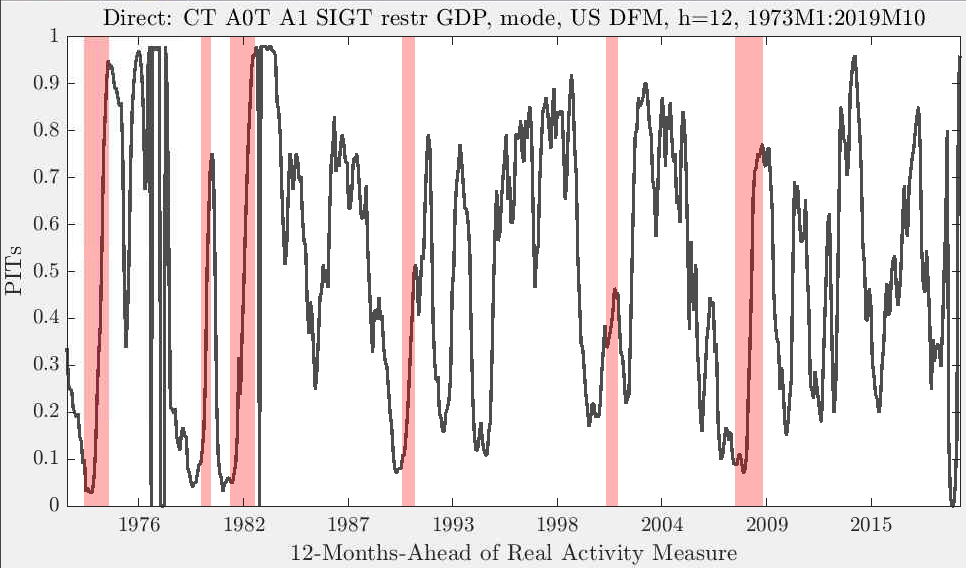 Direct: CT A0T A1 SIGT restr GDP, mode, US DFM, h=12, 1973M1:2019M10
1
0.9
0.8
0.7
0.6
0.5
0.4
0.3
0.2
0.1
0
PITs
1976 1982 1987 1993 1998 2004 2009 2015
12-Months-Ahead of Real Activity Measure